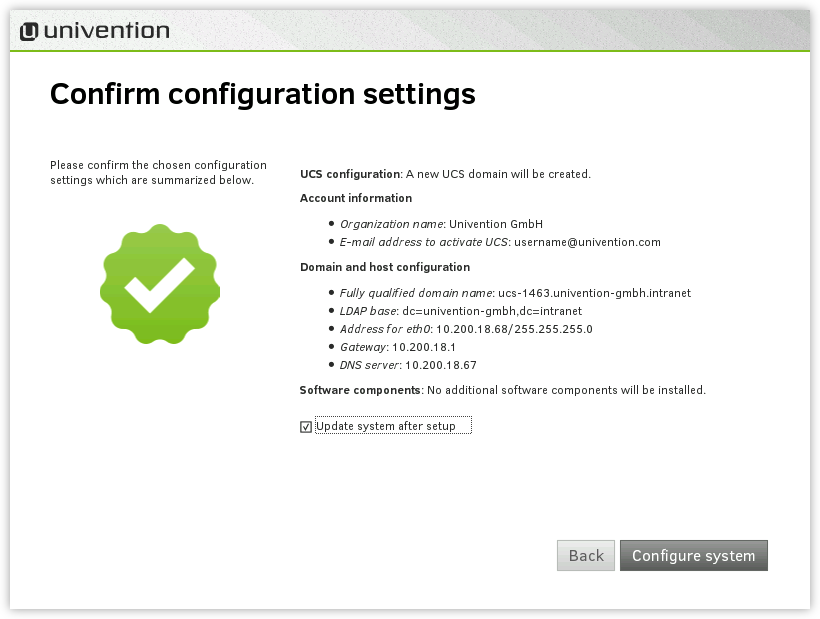 univention
Confirm configuration settings
Please confirm the chosen configuration
settings which are summarized below.
UCS configuration: A new UCS domain will be created.
Account information
• Organization name: Univention GmbH
• E-mail address to activate UCS: username@univention.com
Domain and host configuration
• Fully qualified domain name: ucs-1463.univention-gmbh.intranet
• LDAP base: dc=univention-gmbh,dc=intranet
• Address for eth0: 10.200.18.68/255.255.255.0
• Gateway: 10.200.18.1
• DNS server: 10.200.18.67
Software components: No additional software components will be installed.
Update system after setup
Back
Configure system